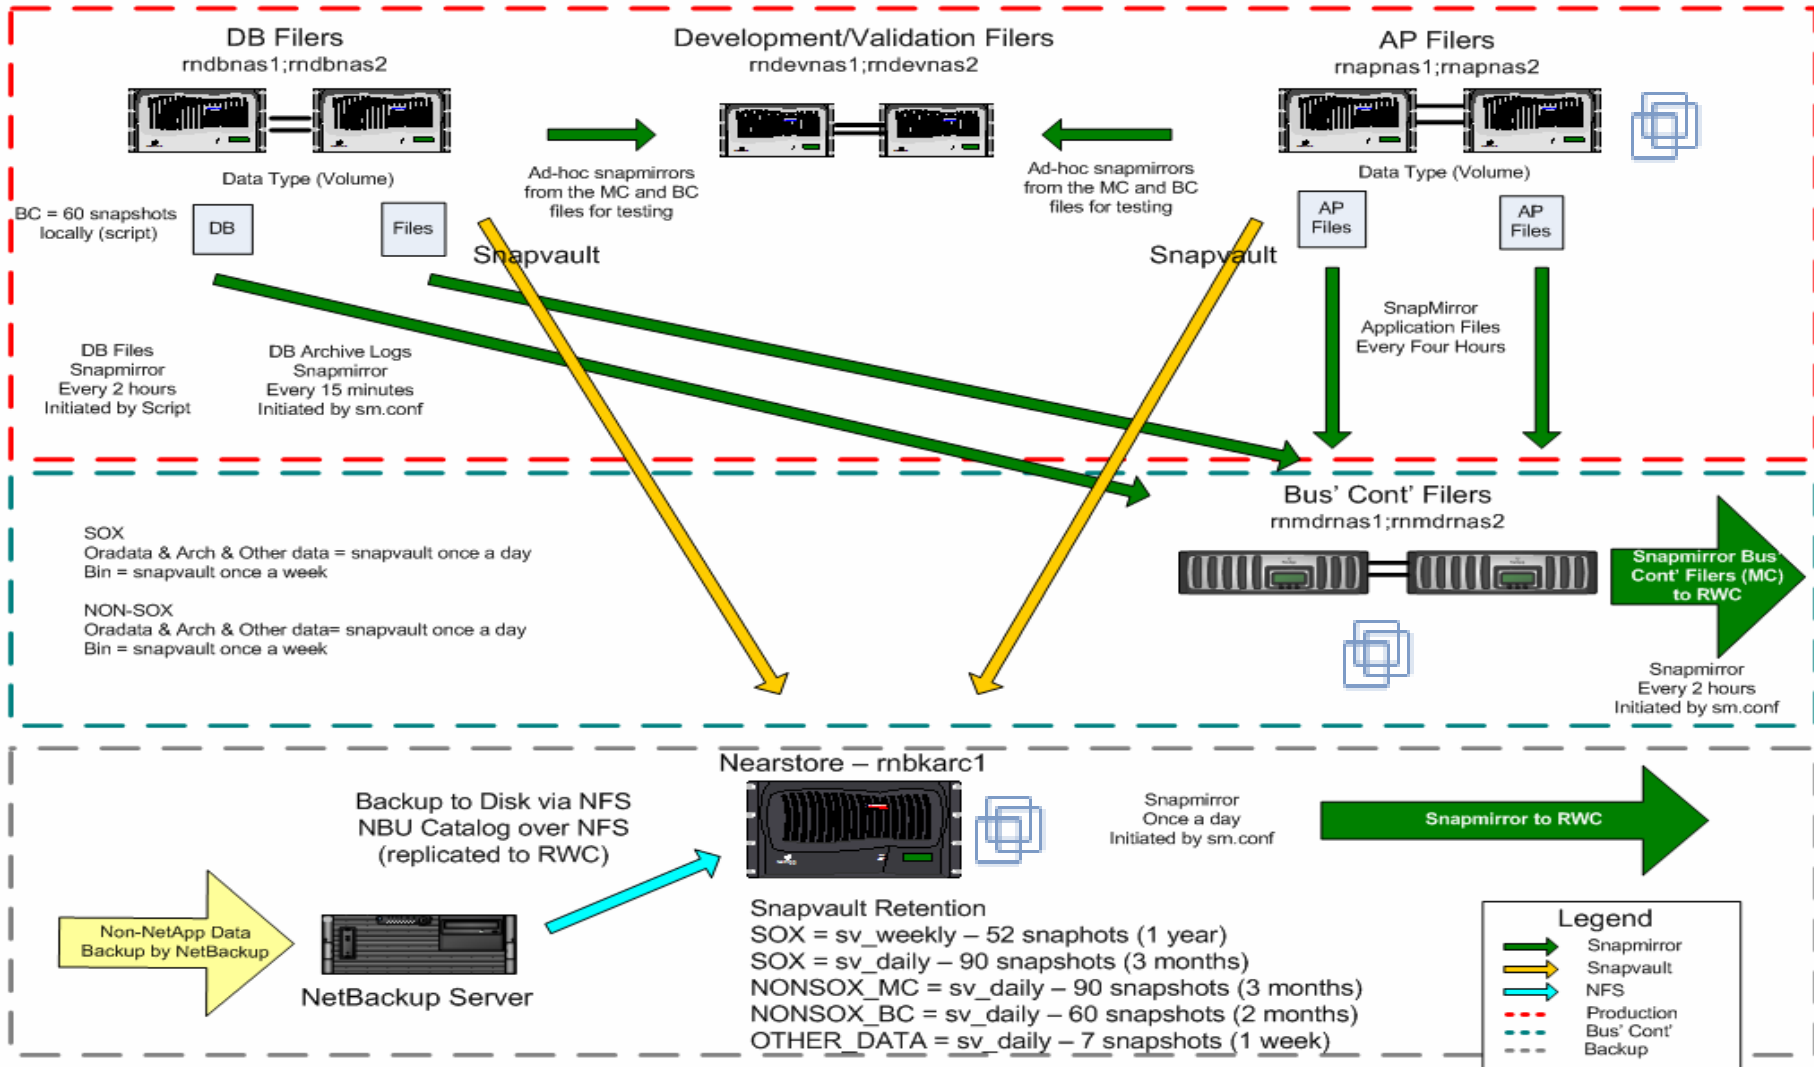 DB Filers
rndbnas1;rndbnas2
Development/Validation Filers
rndevnas1;rndevnas2
AP Filers
rnapnas1;rnapnas2
Data Type (Volume)
BC = 60 snapshots
locally (script)
DB
Files
Ad-hoc snapmirrors
from the MC and BC
files for testing
Ad-hoc snapmirrors
from the MC and BC
files for testing
Data Type (Volume)
AP
Files
AP
Files
Snapvault
Snapvault
SnapMirror
Application Files
Every Four Hours
DB Files
Snapmirror
Every 2 hours
Initiated by Script
DB Archive Logs
Snapmirror
Every 15 minutes
Initiated by sm.conf
Bus' Cont' Filers
rnmdrnas1;rnmdrnas2
SOX
Oradata & Arch & Other data = snapvault once a day
Bin = snapvault once a week
NON-SOX
Oradata & Arch & Other data= snapvault once a day
Bin = snapvault once a week
Snapmirror Bus'
Cont' Filers (MC)
to RWC
Snapmirror
Every 2 hours
Initiated by sm.conf
Nearstore – rnbkarc1
Backup to Disk via NFS
NBU Catalog over NFS
(replicated to RWC)
Snapmirror
Once a day
Initiated by sm.conf
Snapmirror to RWC
Non-NetApp Data
Backup by NetBackup
NetBackup Server
Snapvault Retention
SOX = sv_weekly – 52 snaphots (1 year)
SOX = sv_daily – 90 snapshots (3 months)
NONSOX_MC = sv_daily – 90 snapshots (3 months)
NONSOX_BC = sv_daily – 60 snapshots (2 months)
OTHER_DATA = sv_daily – 7 snapshots (1 week)
Legend
Snapmirror
Snapvault
NFS
Production
Bus' Cont'
Backup